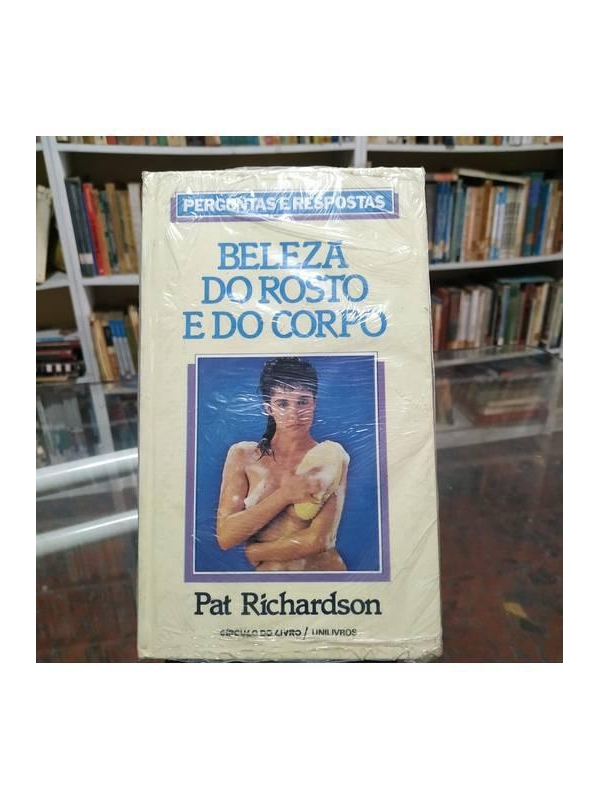 PERGUNTAS E RESPOSTAS
BELEZA
DO ROSTO
E DO CORPO
Pat Richardson
CÍRCULO DO LIVRO / UNILIVROS